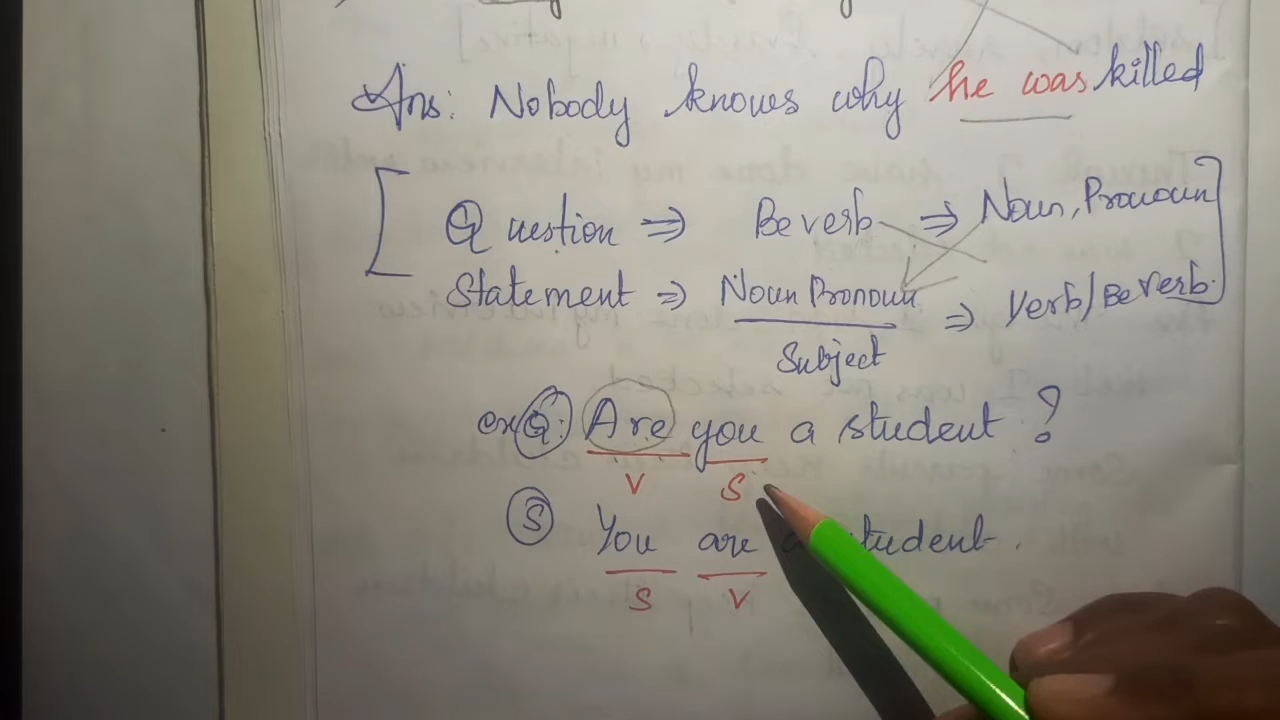 Ans: Nobody knows why he was killed
Question ⇒ Be verb ⇒ Noun, Pronoun
Statement ⇒ Noun Pronoun ⇒ Verb/Be verb.
Subject
ex Q: Are you a student?
V S
S You are a student.
S V